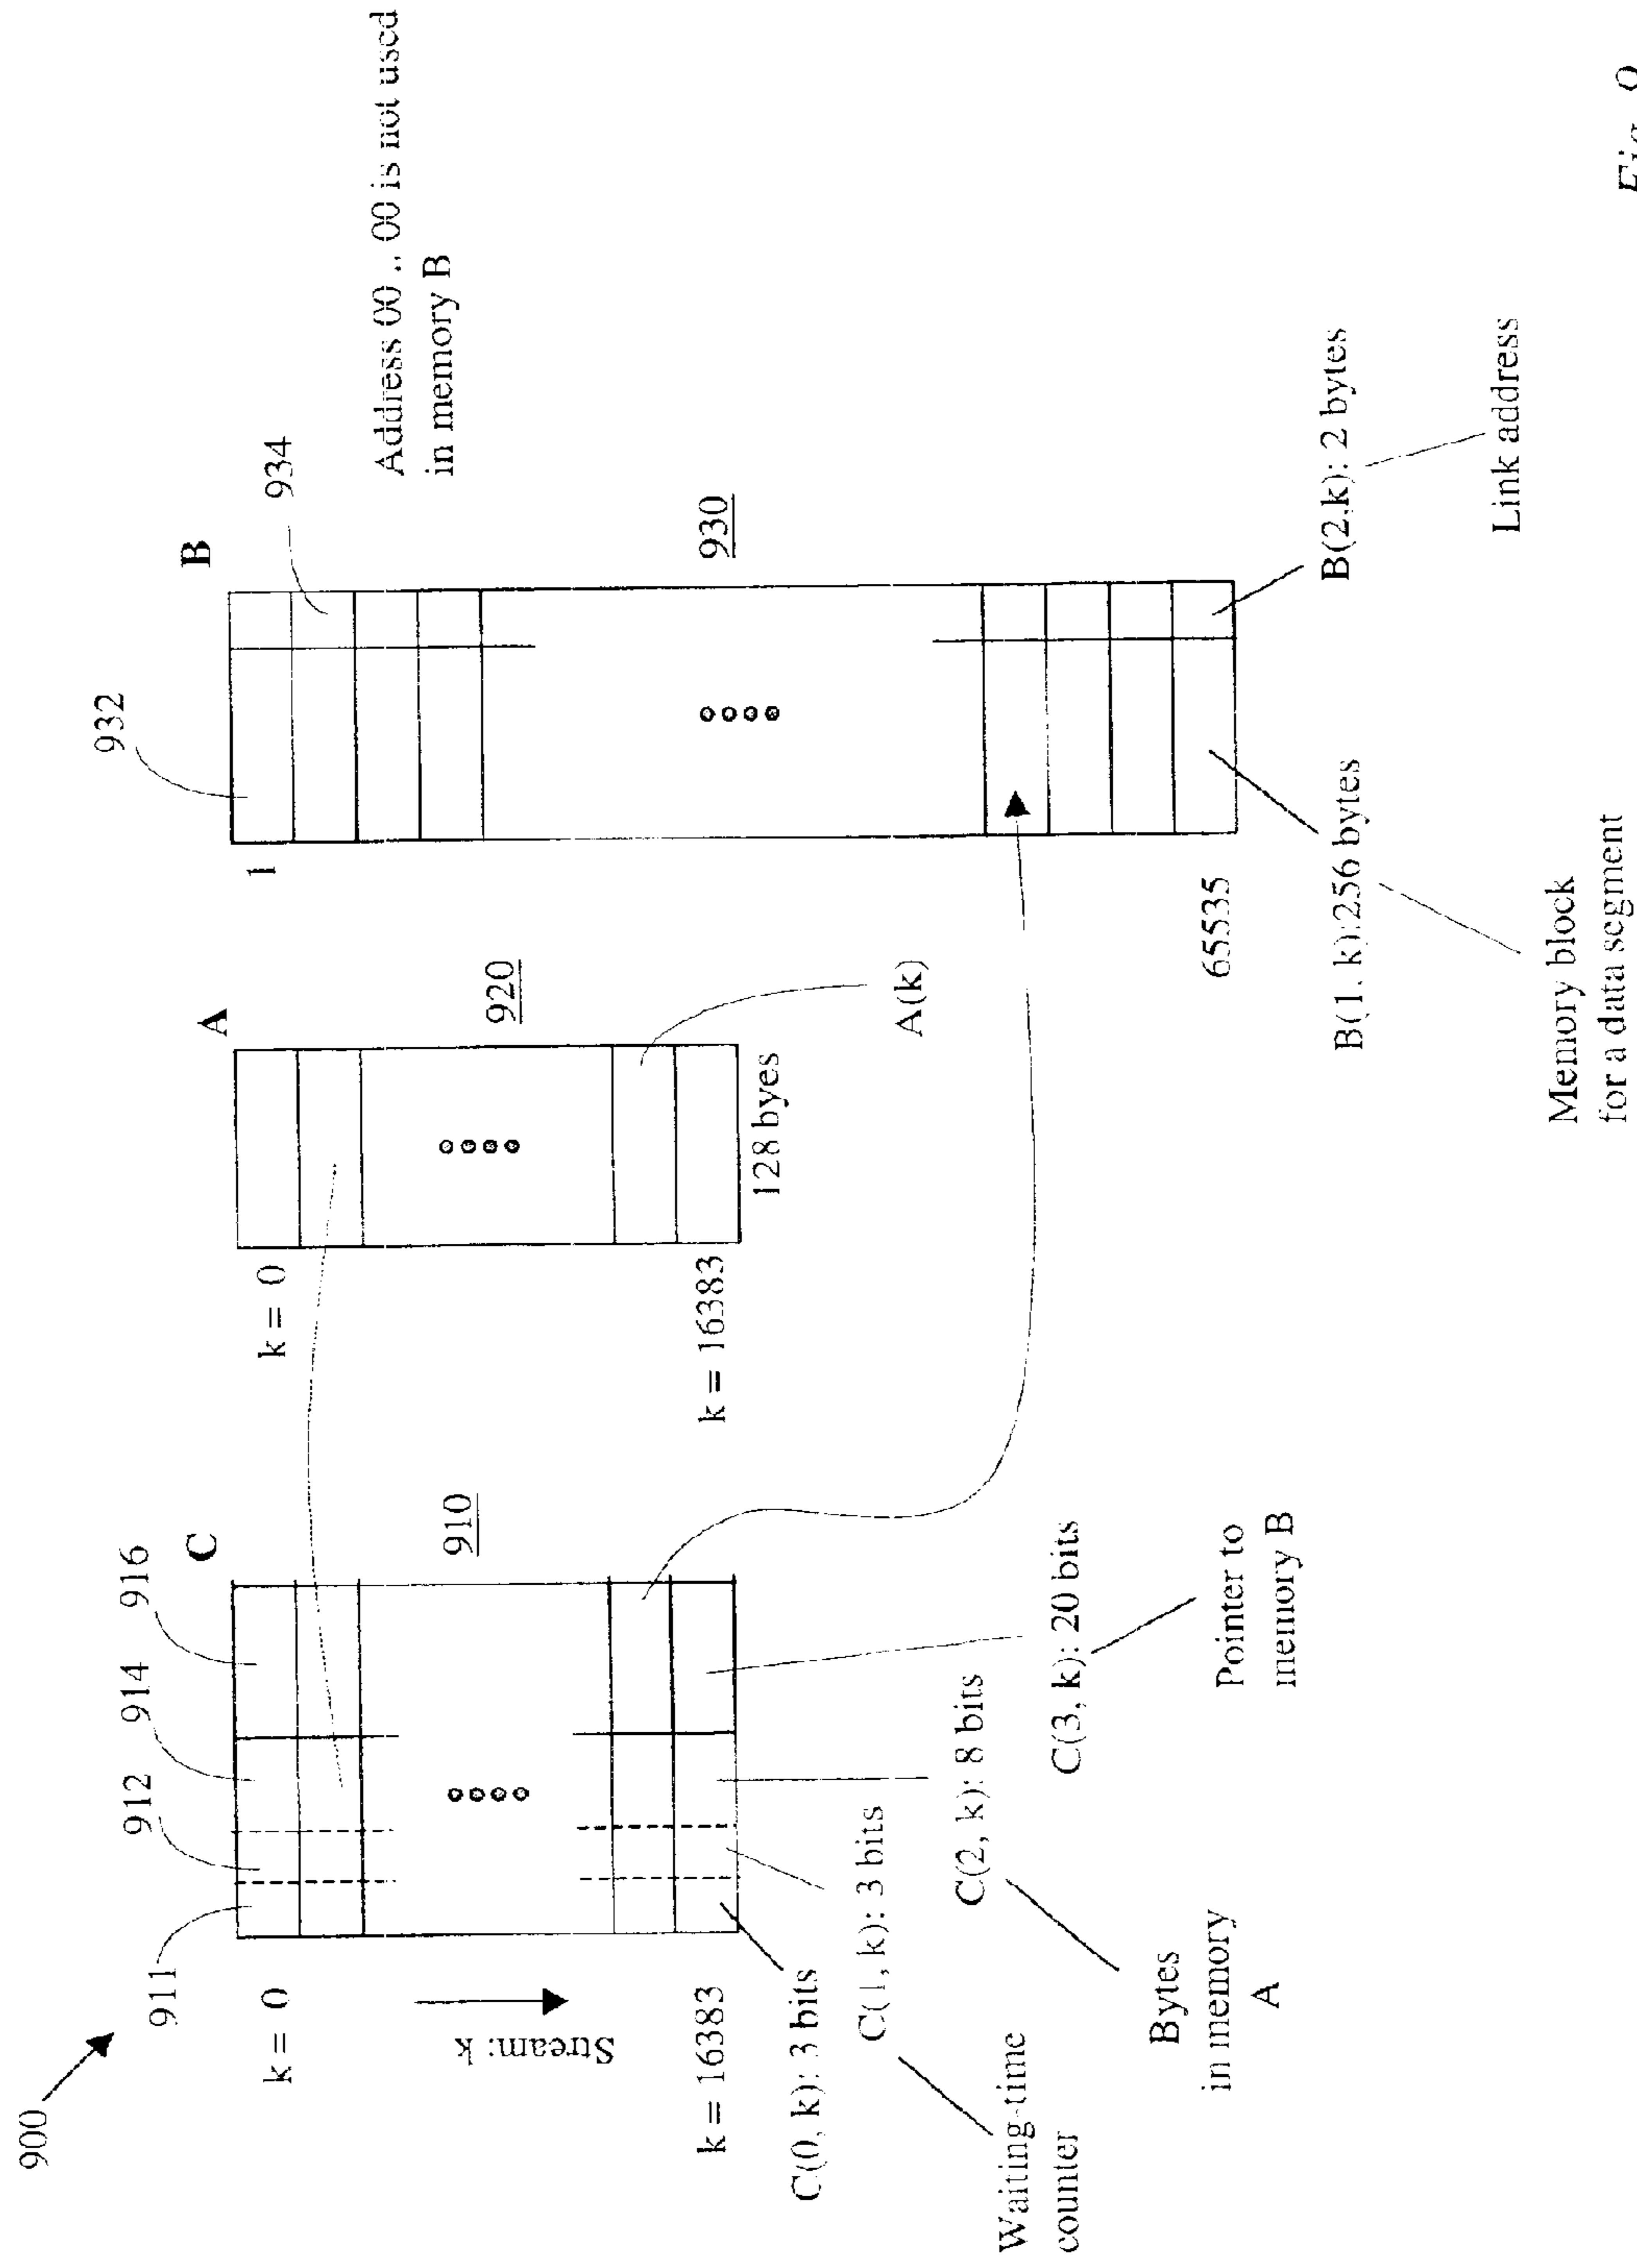 900
911
912
914
916
C
A
932
B
934
k = 0
k = 0
1
Address 00 .. 00 is not used
in memory B
Stream: k
910
920
930
k = 16383
k = 16383
128 byes
A(k)
65535
C(0, k): 3 bits
C(1, k): 3 bits
C(2, k): 8 bits
C(3, k): 20 bits
B(1, k):256 bytes
B(2,k): 2 bytes
Waiting-time
counter
Bytes
in memory
A
Pointer to
memory B
Memory block
for a data segment
Link address
Fig. 9